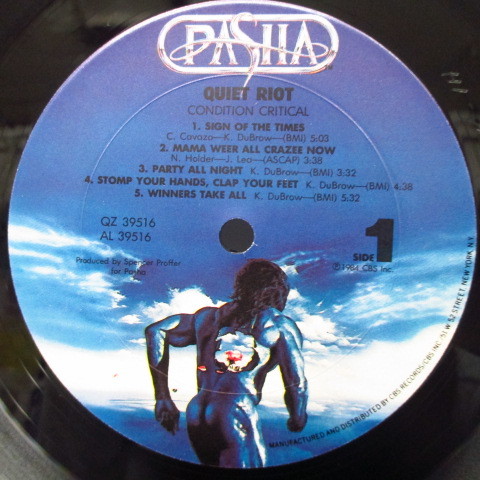 PASHA
QUIET RIOT
CONDITION CRITICAL
1. SIGN OF THE TIMES
C. Cavazo—K. DuBrow—(BMI) 5:03
2. MAMA WEER ALL CRAZEE NOW
N. Holder—J. Lea—(ASCAP) 3:38
3. PARTY ALL NIGHT K. DuBrow—(BMI) 3:32
4. STOMP YOUR HANDS, CLAP YOUR FEET K. DuBrow—(BMI) 4:38
5. WINNERS TAKE ALL K. DuBrow—(BMI) 5:32
QZ 39516
AL 39516
Produced by Spencer Proffer
for Pasha
SIDE 1
℗ 1984 CBS Inc.
MANUFACTURED AND DISTRIBUTED BY CBS RECORDS/CBS INC./51 W. 52 STREET, NEW YORK, N.Y.